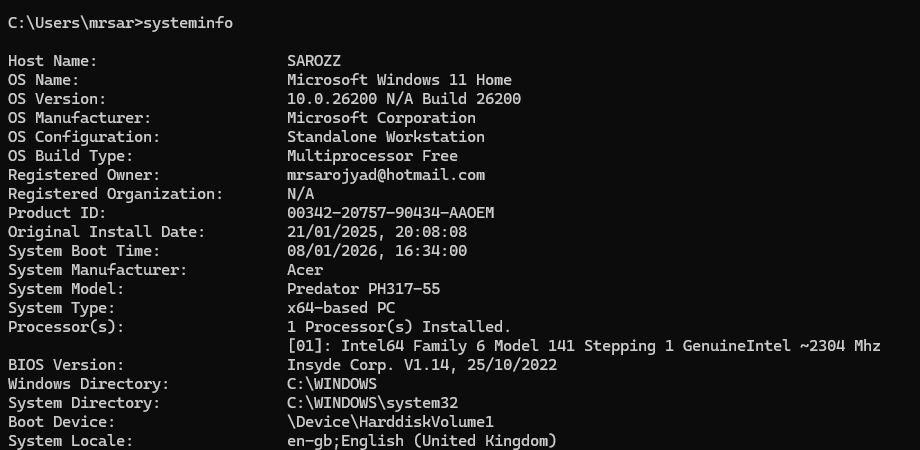 C:\Users\mrsar>systeminfo
Host Name: SAROZZ
OS Name: Microsoft Windows 11 Home
OS Version: 10.0.26200 N/A Build 26200
OS Manufacturer: Microsoft Corporation
OS Configuration: Standalone Workstation
OS Build Type: Multiprocessor Free
Registered Owner: mrsarojyad@hotmail.com
Registered Organization: N/A
Product ID: 00342-20757-90434-AAOEM
Original Install Date: 21/01/2025, 20:08:08
System Boot Time: 08/01/2026, 16:34:00
System Manufacturer: Acer
System Model: Predator PH317-55
System Type: x64-based PC
Processor(s): 1 Processor(s) Installed.
[01]: Intel64 Family 6 Model 141 Stepping 1 GenuineIntel ~2304 Mhz
BIOS Version: Insyde Corp. V1.14, 25/10/2022
Windows Directory: C:\WINDOWS
System Directory: C:\WINDOWS\system32
Boot Device: \Device\HarddiskVolume1
System Locale: en-gb;English (United Kingdom)